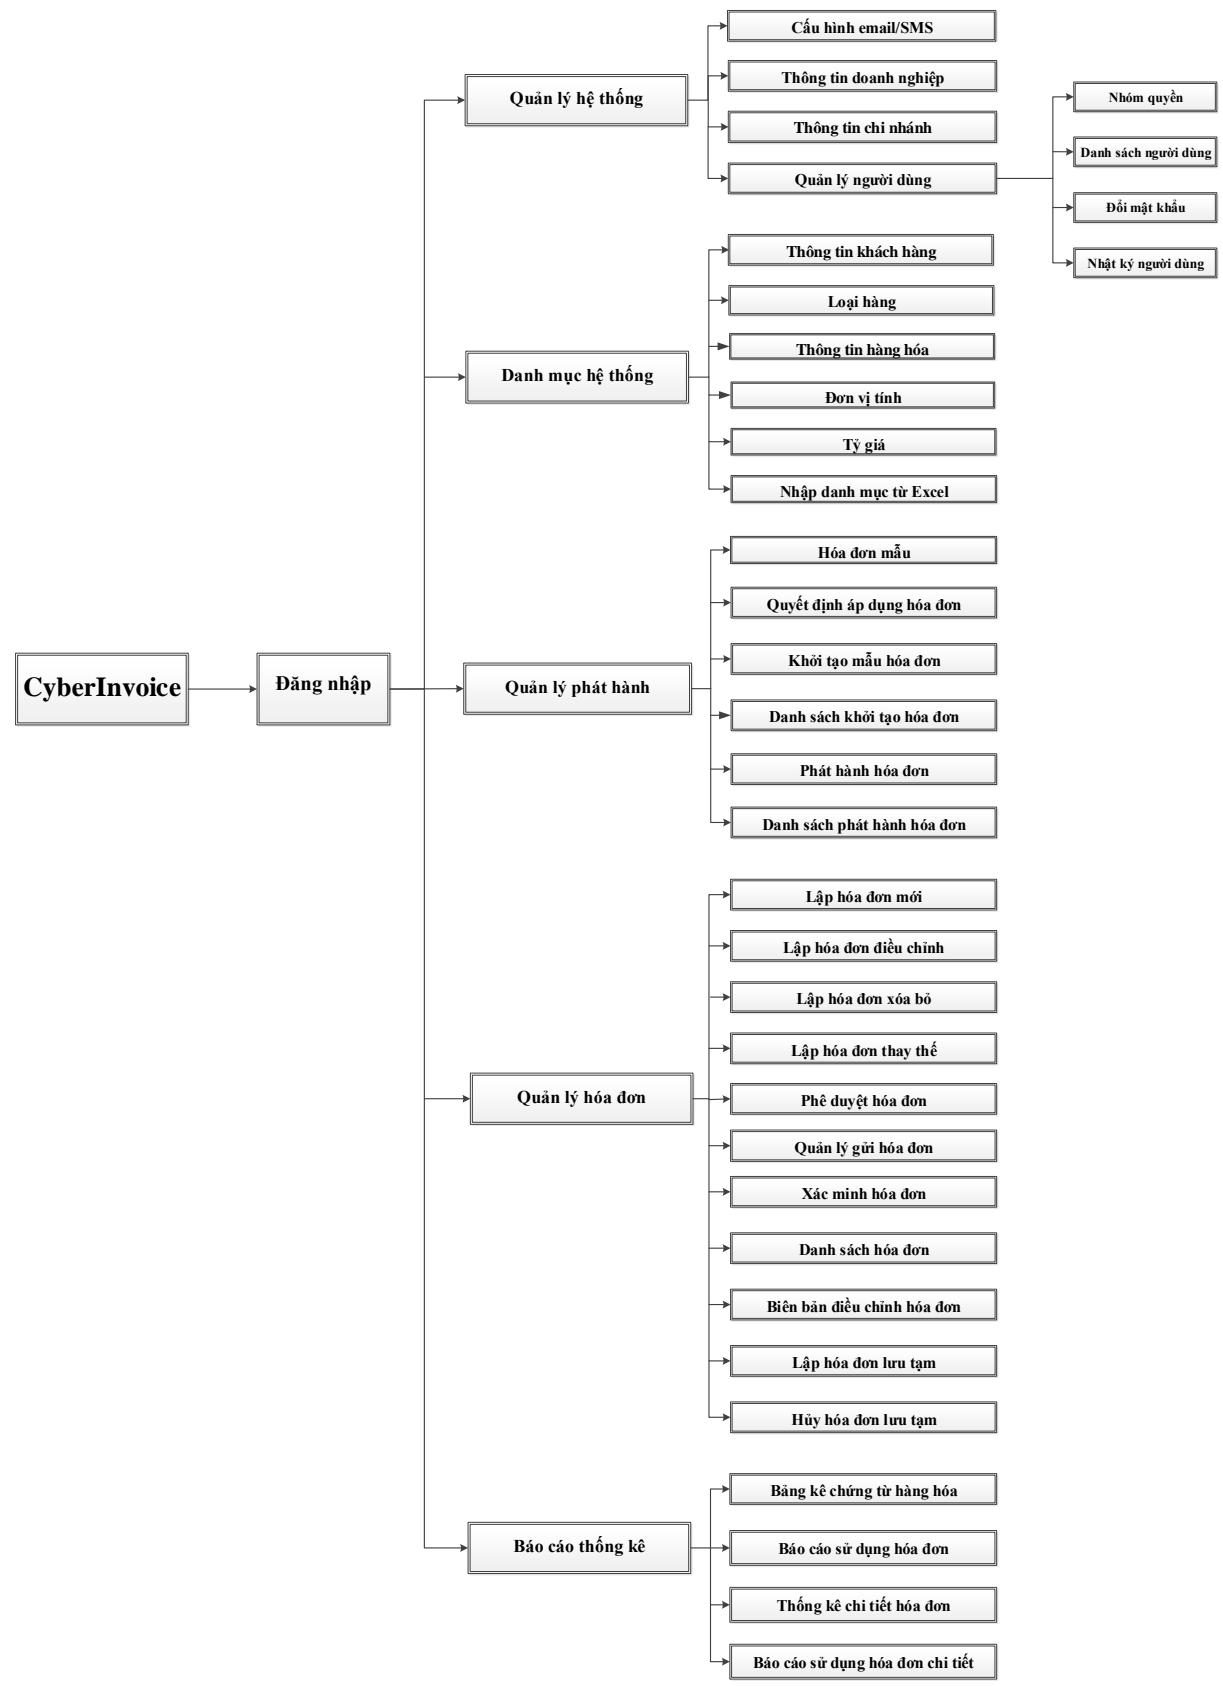 CyberInvoice
Đăng nhập
Quản lý hệ thống
Cấu hình email/SMS
Thông tin doanh nghiệp
Thông tin chi nhánh
Quản lý người dùng
Nhóm quyền
Danh sách người dùng
Đổi mật khẩu
Nhật ký người dùng
Danh mục hệ thống
Thông tin khách hàng
Loại hàng
Thông tin hàng hóa
Đơn vị tính
Tỷ giá
Nhập danh mục từ Excel
Quản lý phát hành
Hóa đơn mẫu
Quyết định áp dụng hóa đơn
Khởi tạo mẫu hóa đơn
Danh sách khởi tạo hóa đơn
Phát hành hóa đơn
Danh sách phát hành hóa đơn
Quản lý hóa đơn
Lập hóa đơn mới
Lập hóa đơn điều chỉnh
Lập hóa đơn xóa bỏ
Lập hóa đơn thay thế
Phê duyệt hóa đơn
Quản lý gửi hóa đơn
Xác minh hóa đơn
Danh sách hóa đơn
Biên bản điều chỉnh hóa đơn
Lập hóa đơn lưu tạm
Hủy hóa đơn lưu tạm
Báo cáo thống kê
Bảng kê chứng từ hàng hóa
Báo cáo sử dụng hóa đơn
Thống kê chi tiết hóa đơn
Báo cáo sử dụng hóa đơn chi tiết